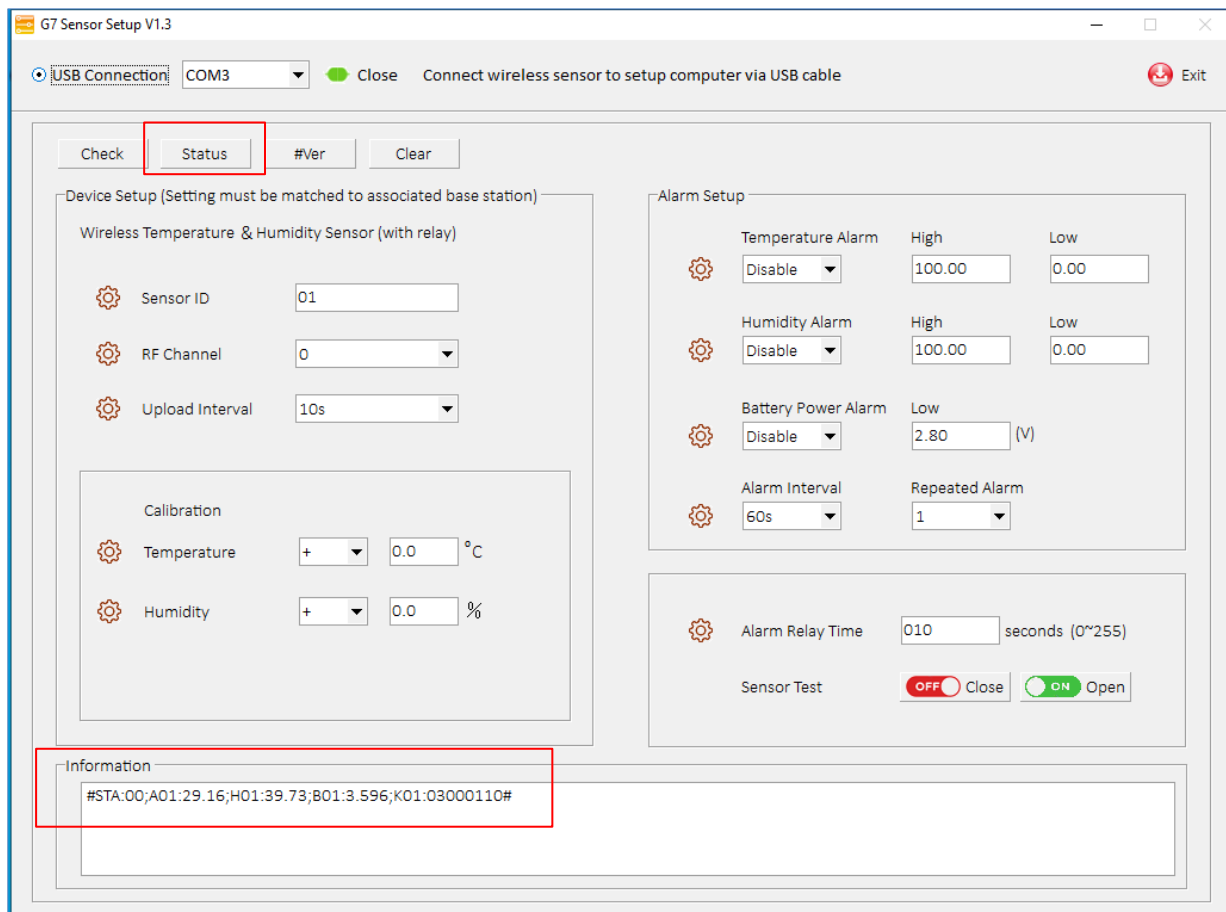 G7 Sensor Setup V1.3
USB Connection COM3 Close Connect wireless sensor to setup computer via USB cable Exit
Check Status #Ver Clear
Device Setup (Setting must be matched to associated base station)
Wireless Temperature & Humidity Sensor (with relay)
Sensor ID 01
RF Channel 0
Upload Interval 10s
Calibration
Temperature + 0.0 °C
Humidity + 0.0 %
Alarm Setup
Temperature Alarm High Low
Disable 100.00 0.00
Humidity Alarm High Low
Disable 100.00 0.00
Battery Power Alarm Low
Disable 2.80 (V)
Alarm Interval Repeated Alarm
60s 1
Alarm Relay Time 010 seconds (0~255)
Sensor Test OFF Close ON Open
Information
#STA:00;A01:29.16;H01:39.73;B01:3.596;K01:03000110#